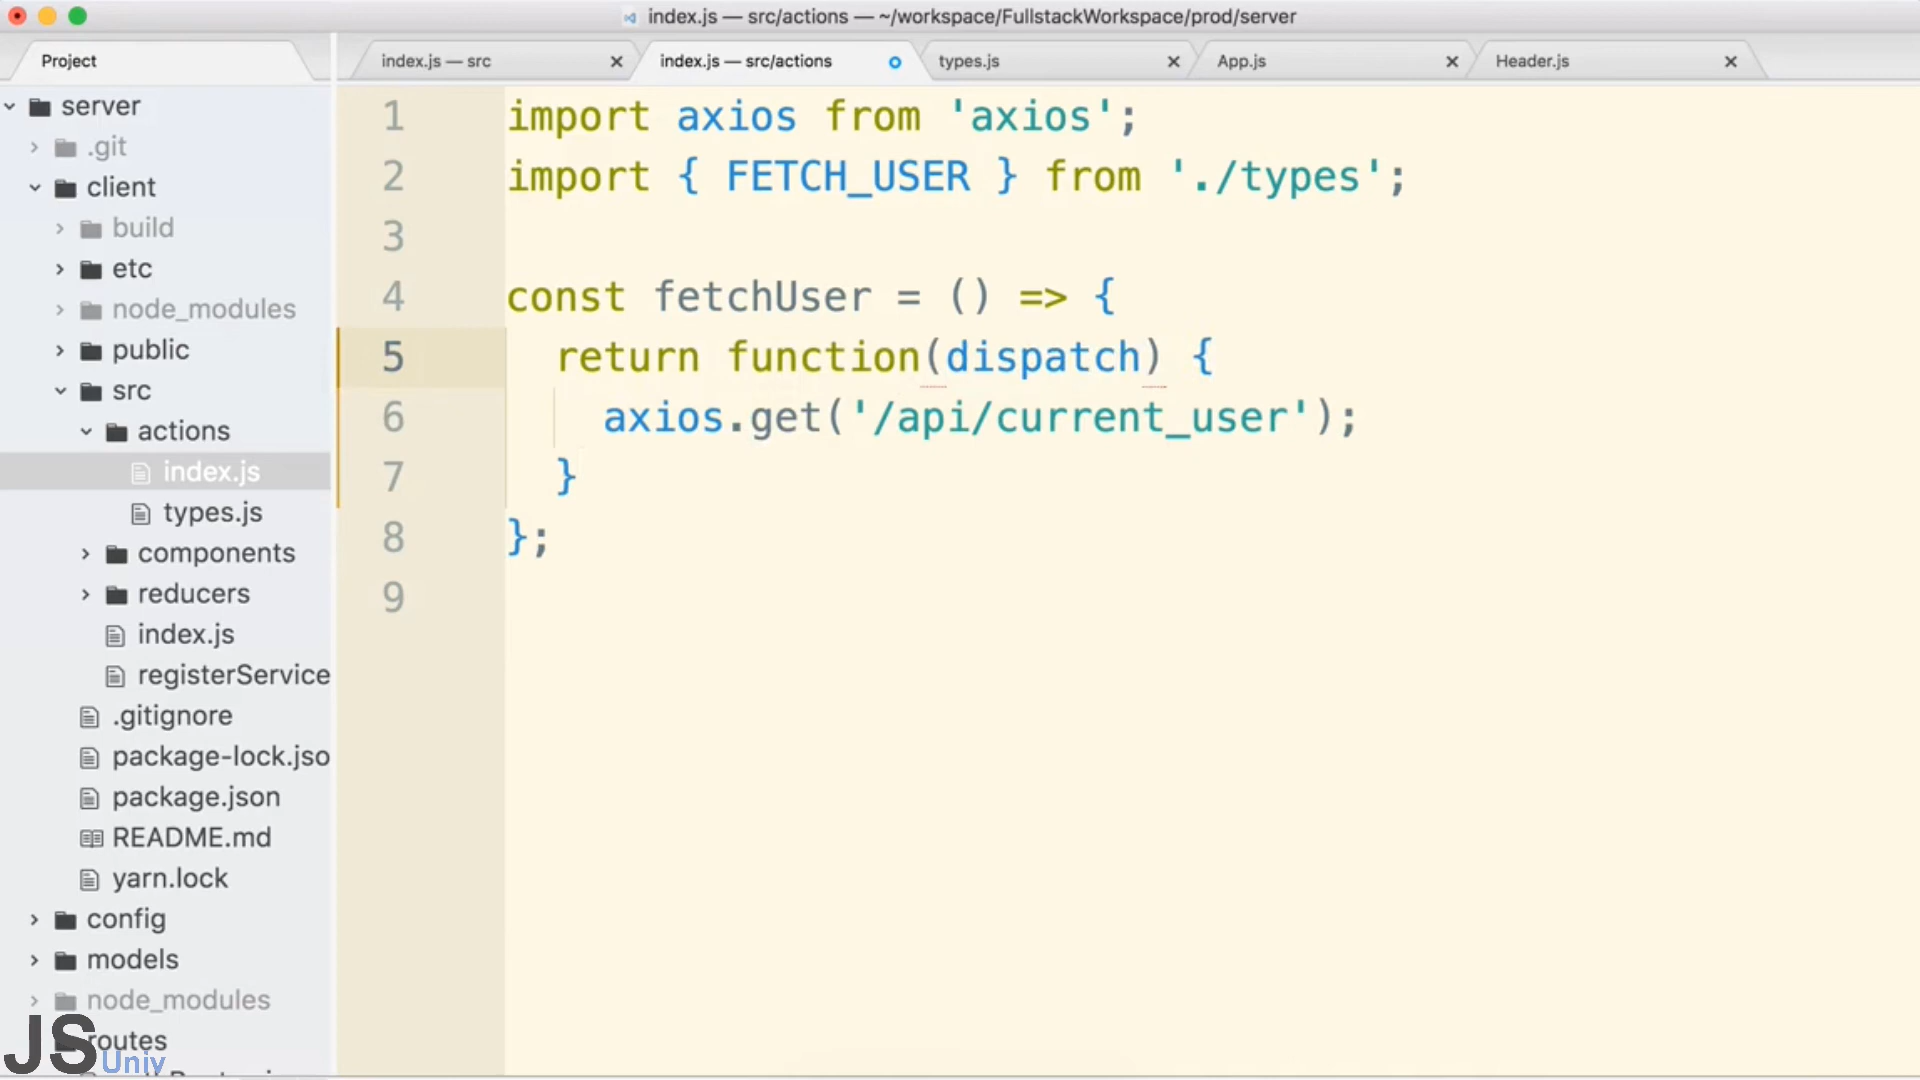 index.js — src/actions — ~/workspace/FullstackWorkspace/prod/server
Project
index.js — src
index.js — src/actions
types.js
App.js
Header.js
server
.git
client
build
etc
node_modules
public
src
actions
index.js
types.js
components
reducers
index.js
registerService
.gitignore
package-lock.jso
package.json
README.md
yarn.lock
config
models
node_modules
routes
1 import axios from 'axios';
2 import { FETCH_USER } from './types';
3
4 const fetchUser = () => {
5 return function(dispatch) {
6 axios.get('/api/current_user');
7 }
8 };
9
JS Univ